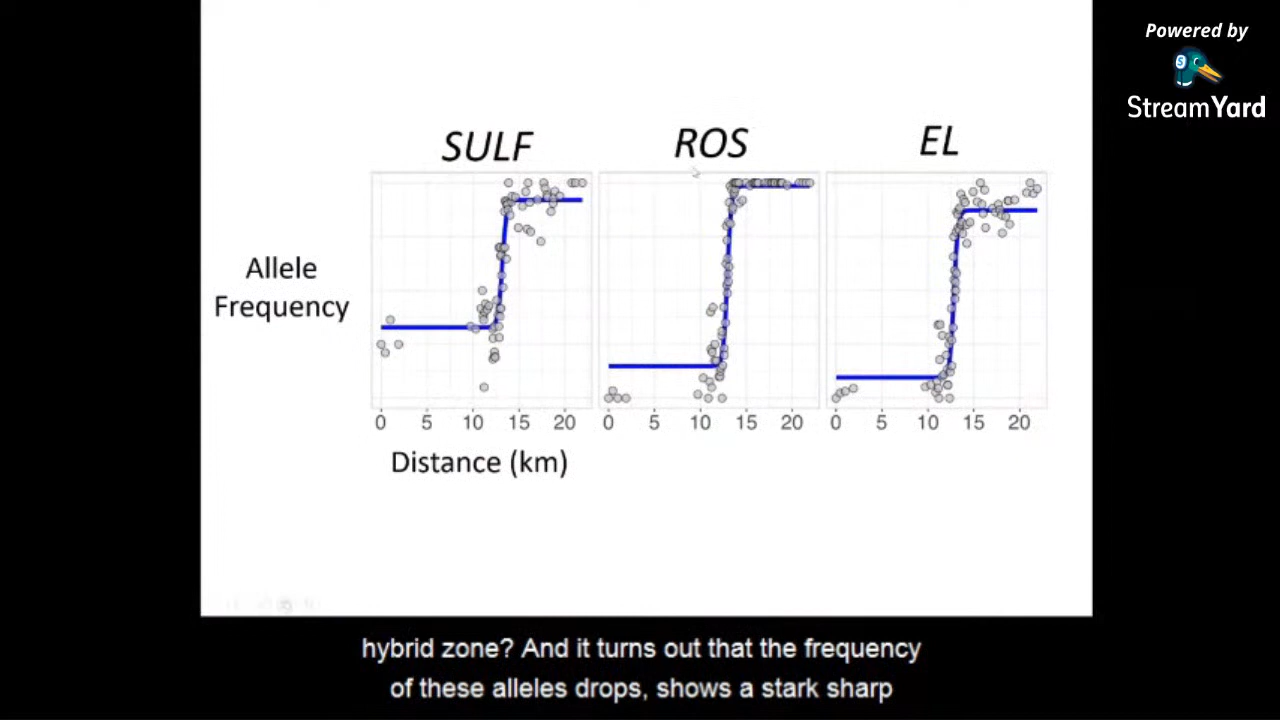 Powered by
StreamYard
SULF
ROS
EL
Allele
Frequency
0 5 10 15 20
0 5 10 15 20
0 5 10 15 20
Distance (km)
hybrid zone? And it turns out that the frequency
of these alleles drops, shows a stark sharp